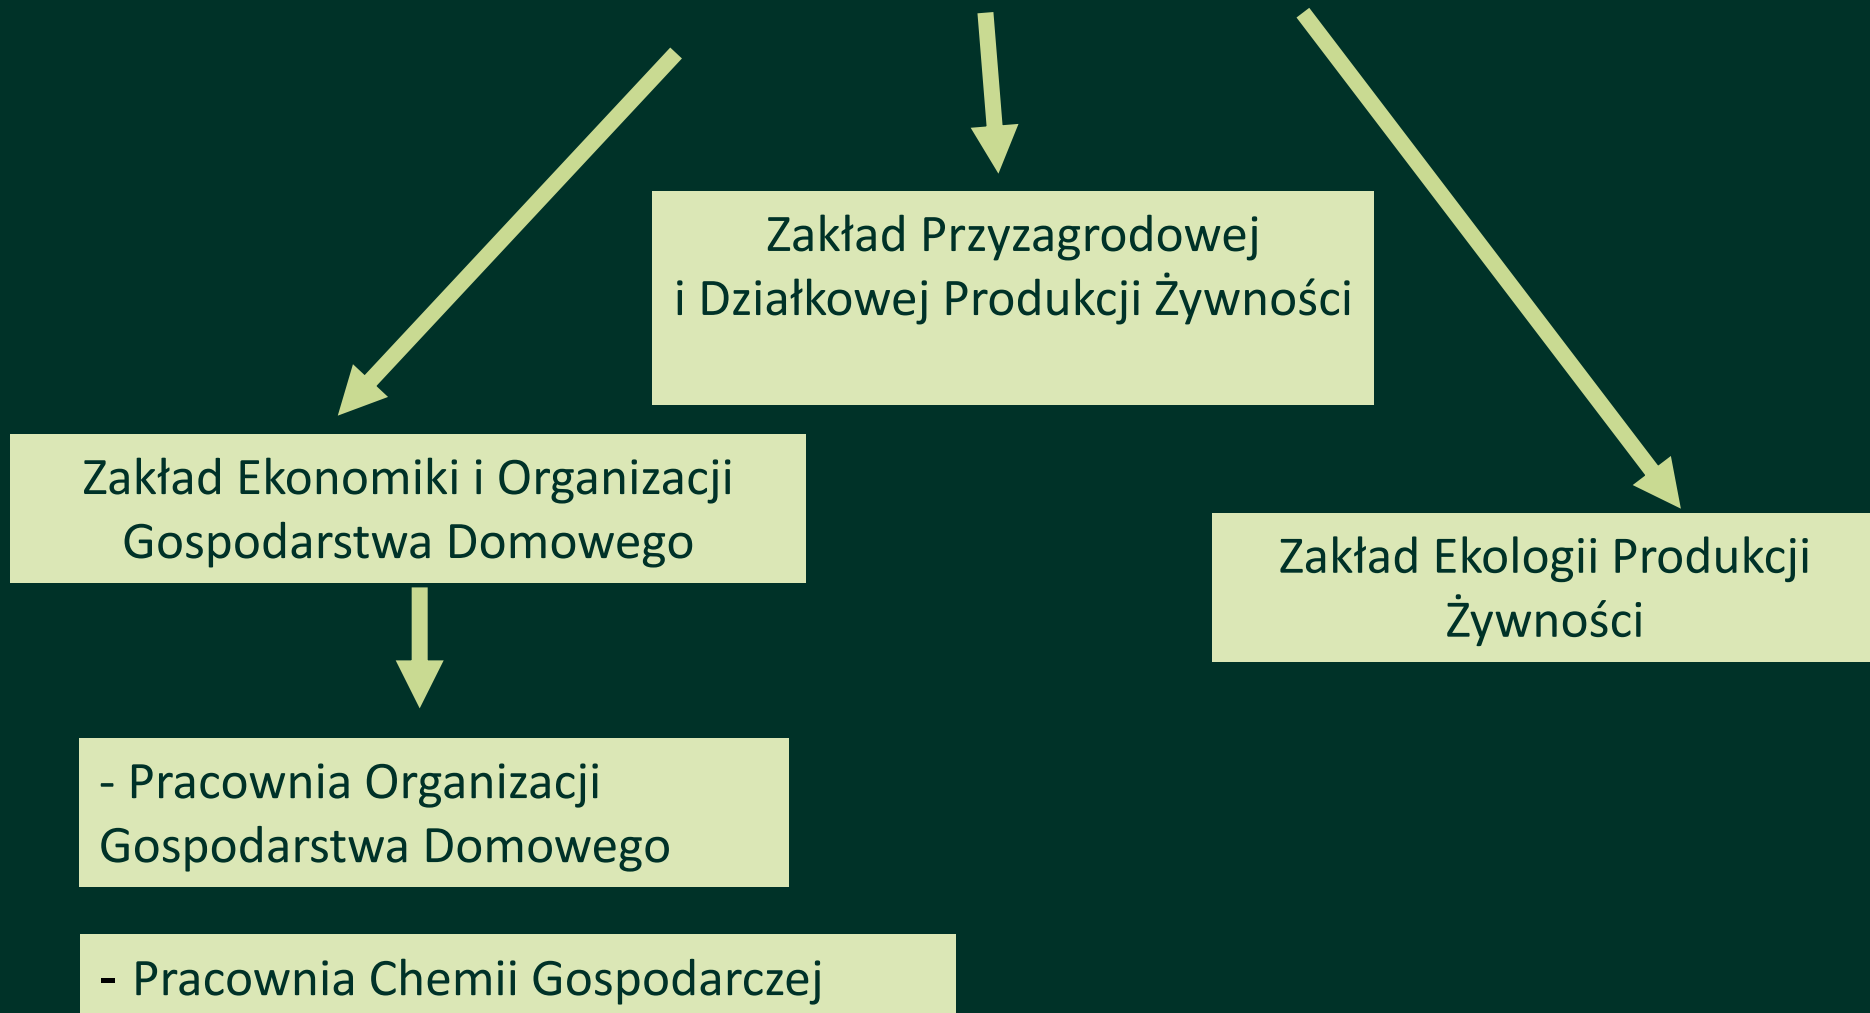 Zakład Przyzagrodowej
i Działkowej Produkcji Żywności
Zakład Ekonomiki i Organizacji
Gospodarstwa Domowego
Zakład Ekologii Produkcji
Żywności
- Pracownia Organizacji
Gospodarstwa Domowego
- Pracownia Chemii Gospodarczej